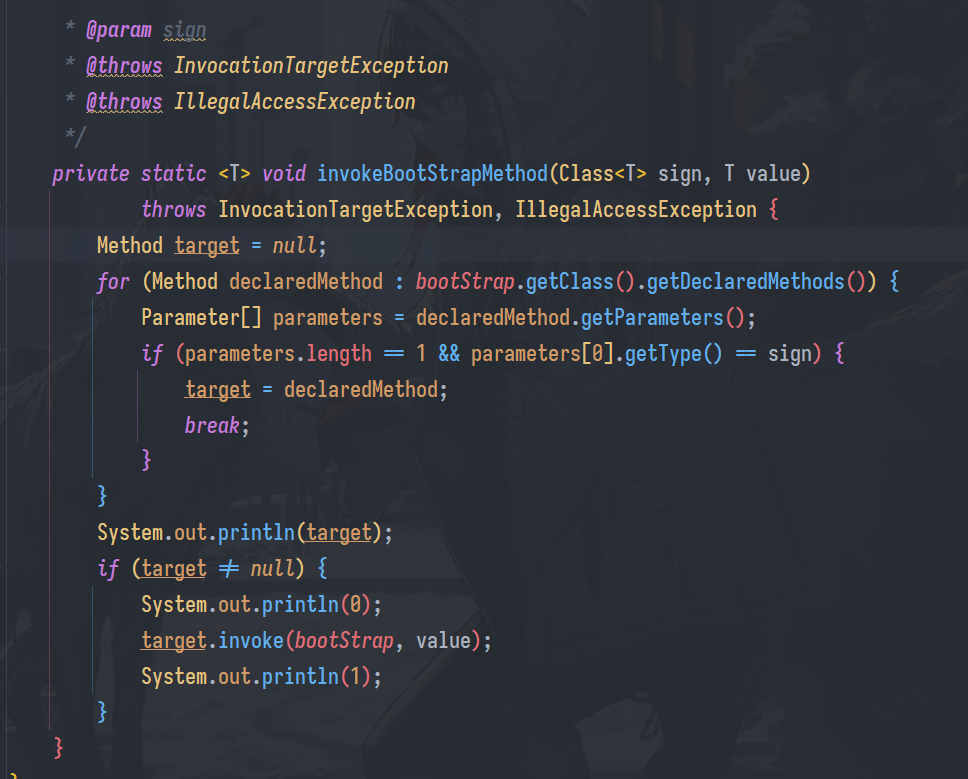 * @param sign
* @throws InvocationTargetException
* @throws IllegalAccessException
*/
private static <T> void invokeBootStrapMethod(Class<T> sign, T value)
throws InvocationTargetException, IllegalAccessException {
Method target = null;
for (Method declaredMethod : bootStrap.getClass().getDeclaredMethods()) {
Parameter[] parameters = declaredMethod.getParameters();
if (parameters.length == 1 && parameters[0].getType() == sign) {
target = declaredMethod;
break;
}
}
System.out.println(target);
if (target != null) {
System.out.println(0);
target.invoke(bootStrap, value);
System.out.println(1);
}
}
}